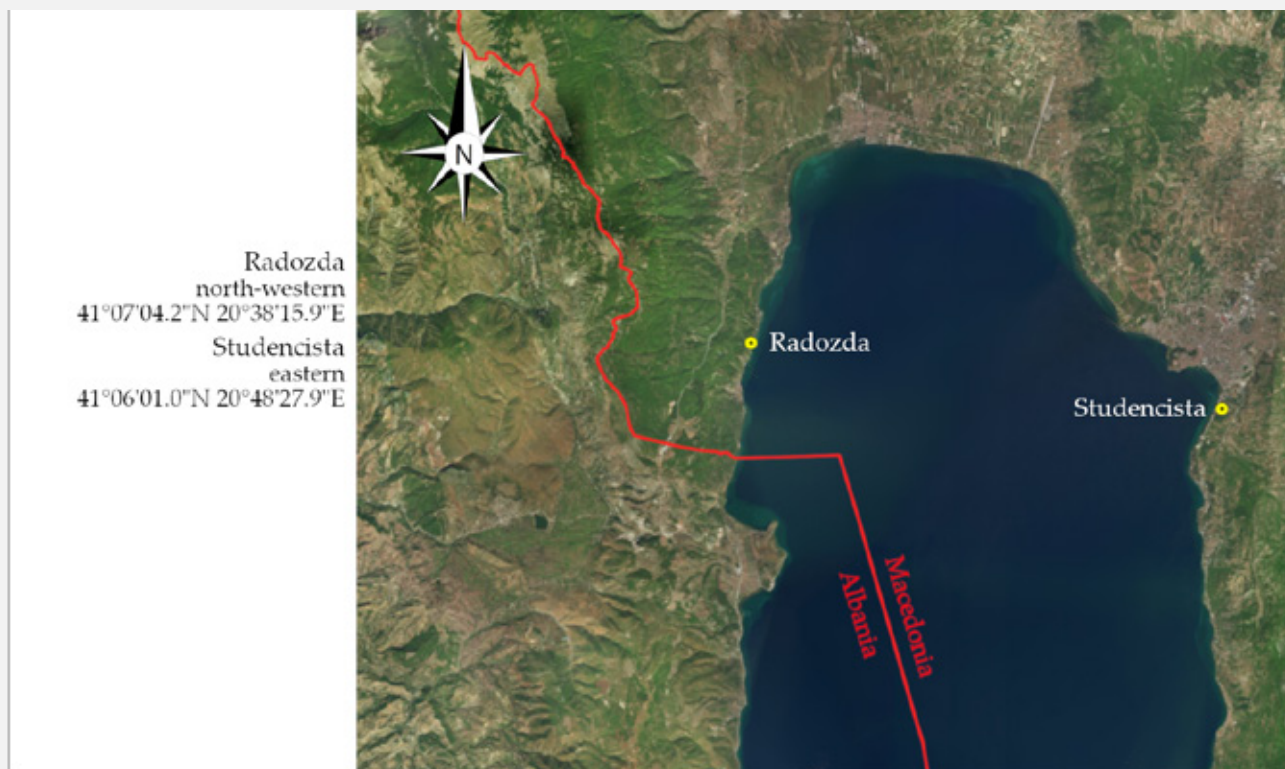 N
Radozda
north-western
41°07'04.2"N 20°38'15.9"E
Studencista
eastern
41°06'01.0"N 20°48'27.9"E
Radozda
Studencista
Macedonia
Albania